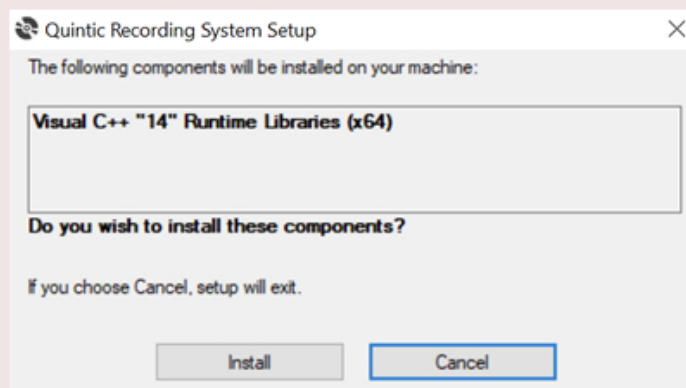 Quintic Recording System Setup
The following components will be installed on your machine:
Visual C++ "14" Runtime Libraries (x64)
Do you wish to install these components?
If you choose Cancel, setup will exit.
Install
Cancel